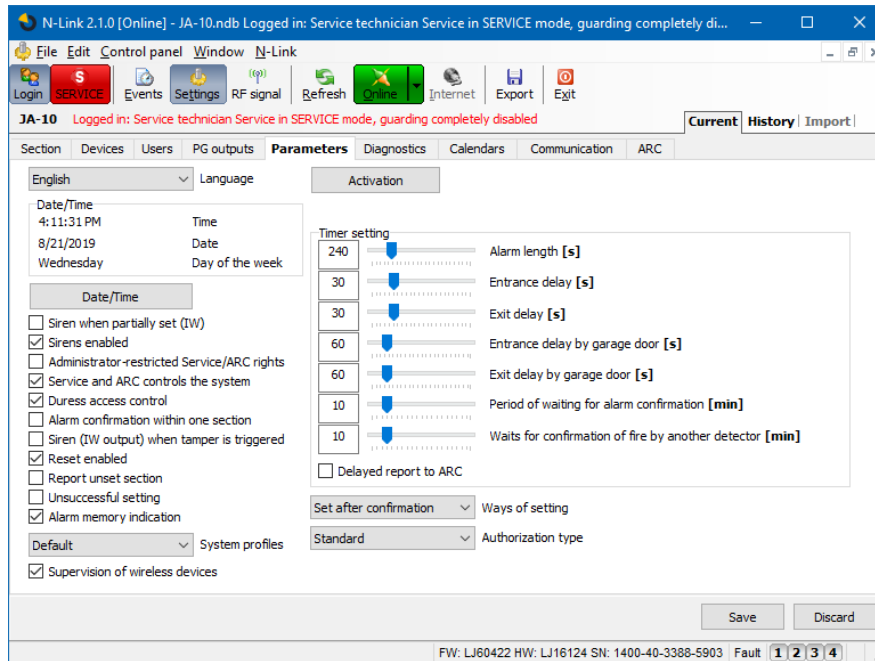 N-Link 2.1.0 [Online] - JA-10.ndb Logged in: Service technician Service in SERVICE mode, guarding completely di...
File Edit Control panel Window N-Link
Login SERVICE Events Settings RF signal Refresh Online Internet Export Exit
JA-10 Logged in: Service technician Service in SERVICE mode, guarding completely disabled
Current History Import
Section Devices Users PG outputs Parameters Diagnostics Calendars Communication ARC
English Language
Date/Time
4:11:31 PM Time
8/21/2019 Date
Wednesday Day of the week
Date/Time
Siren when partially set (IW)
Sirens enabled
Administrator-restricted Service/ARC rights
Service and ARC controls the system
Duress access control
Alarm confirmation within one section
Siren (IW output) when tamper is triggered
Reset enabled
Report unset section
Unsuccessful setting
Alarm memory indication
Default System profiles
Supervision of wireless devices
Activation
Timer setting
240 Alarm length [s]
30 Entrance delay [s]
30 Exit delay [s]
60 Entrance delay by garage door [s]
60 Exit delay by garage door [s]
10 Period of waiting for alarm confirmation [min]
10 Waits for confirmation of fire by another detector [min]
Delayed report to ARC
Set after confirmation Ways of setting
Standard Authorization type
Save Discard
FW: LJ60422 HW: LJ16124 SN: 1400-40-3388-5903 Fault 1 2 3 4